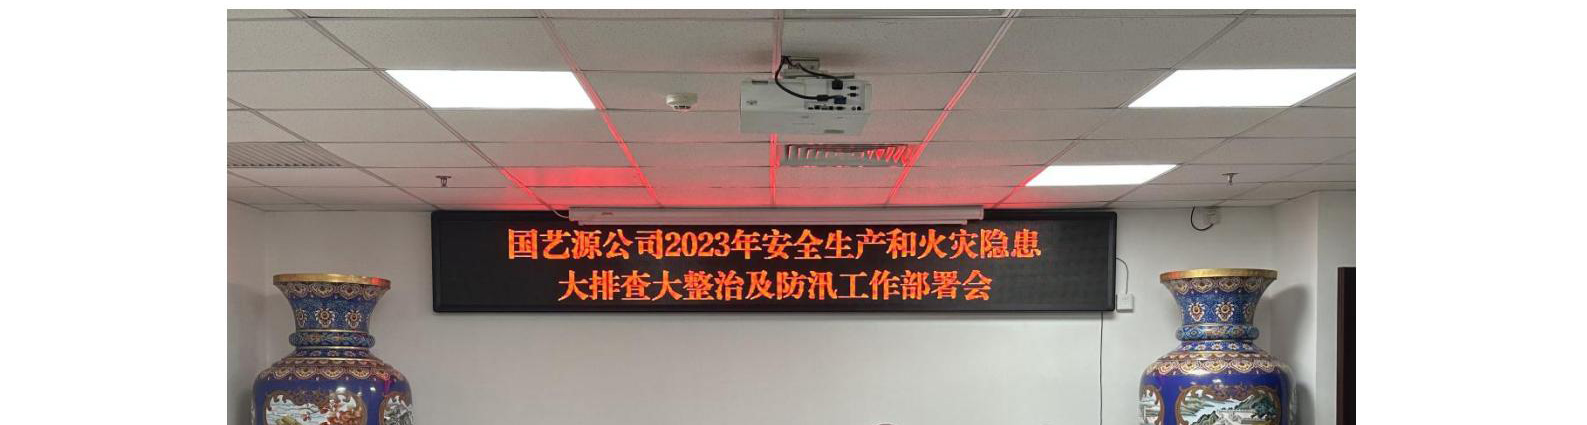 国艺源公司2023年安全生产和火灾隐患
大排查大整治及防汛工作部署会